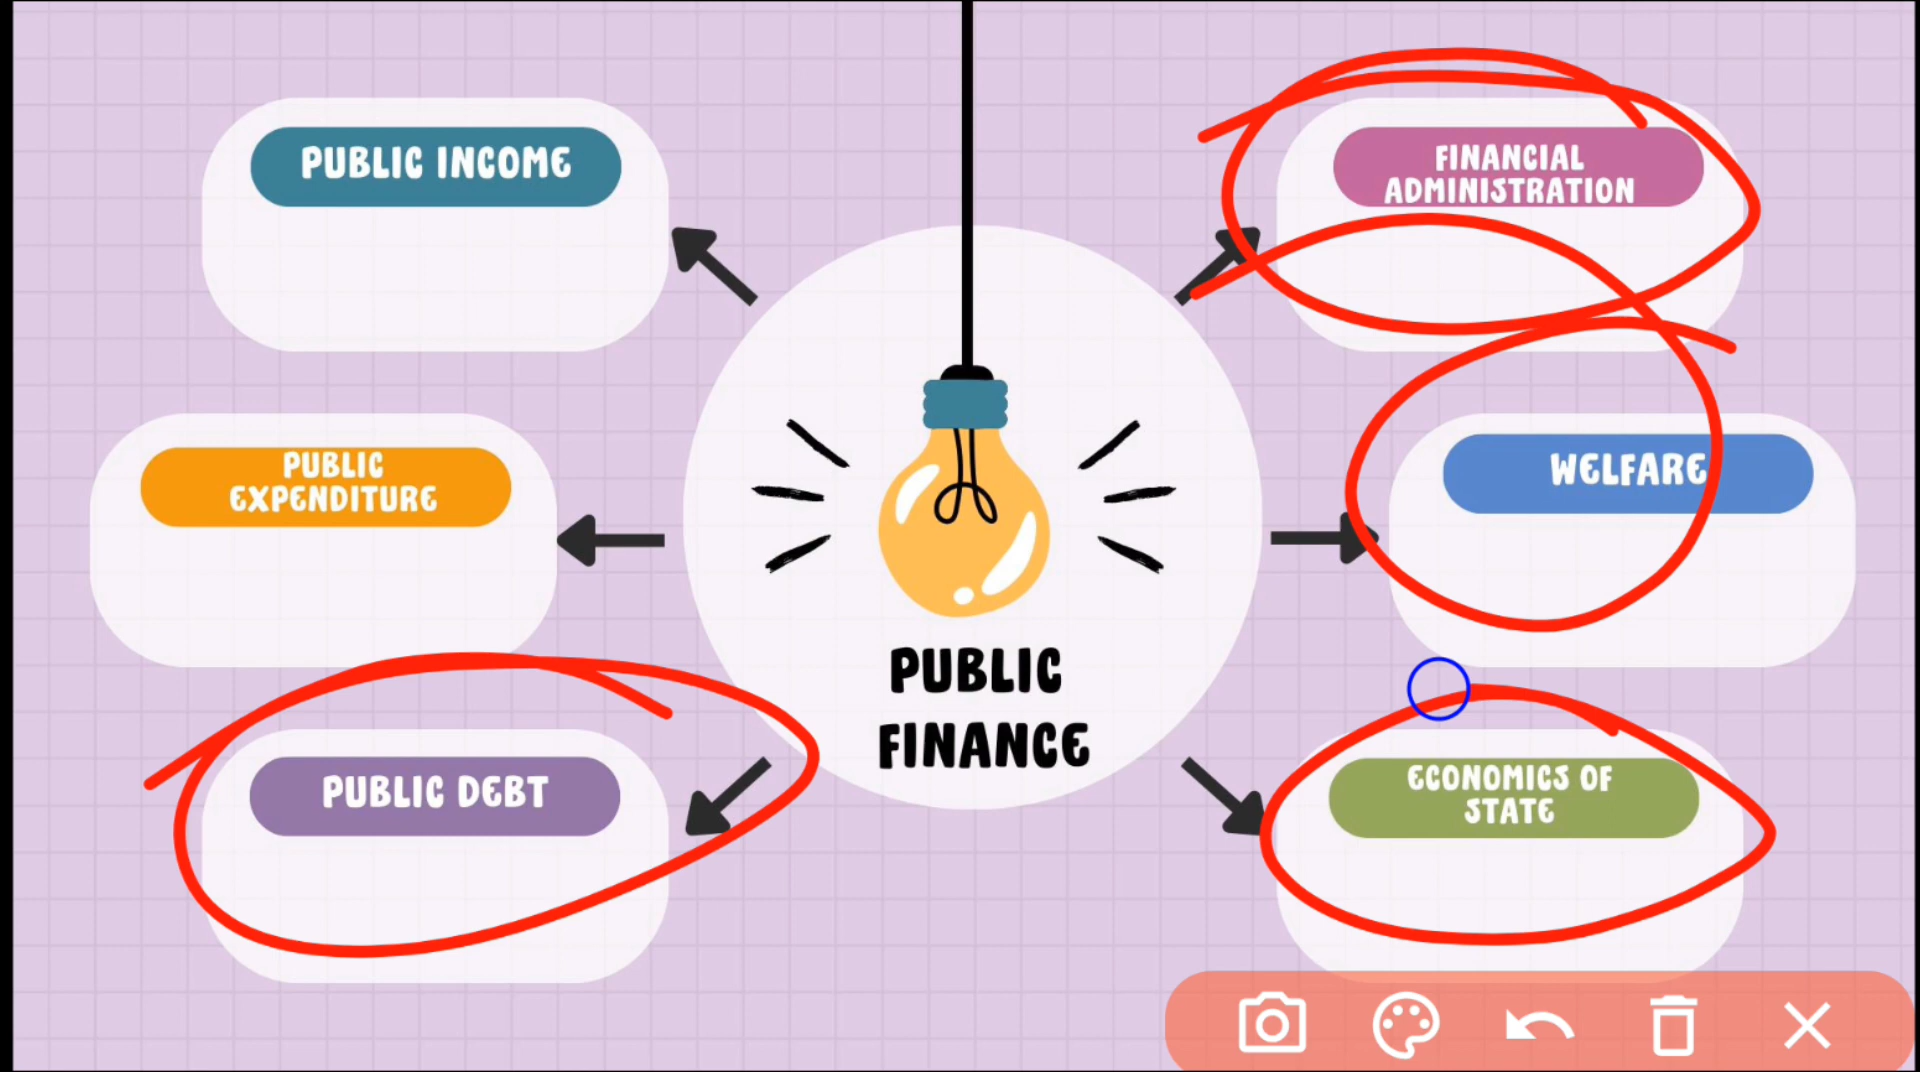 PUBLIC INCOME
FINANCIAL
ADMINISTRATION
PUBLIC
EXPENDITURE
WELFARE
PUBLIC
FINANCE
PUBLIC DEBT
ECONOMICS OF
STATE